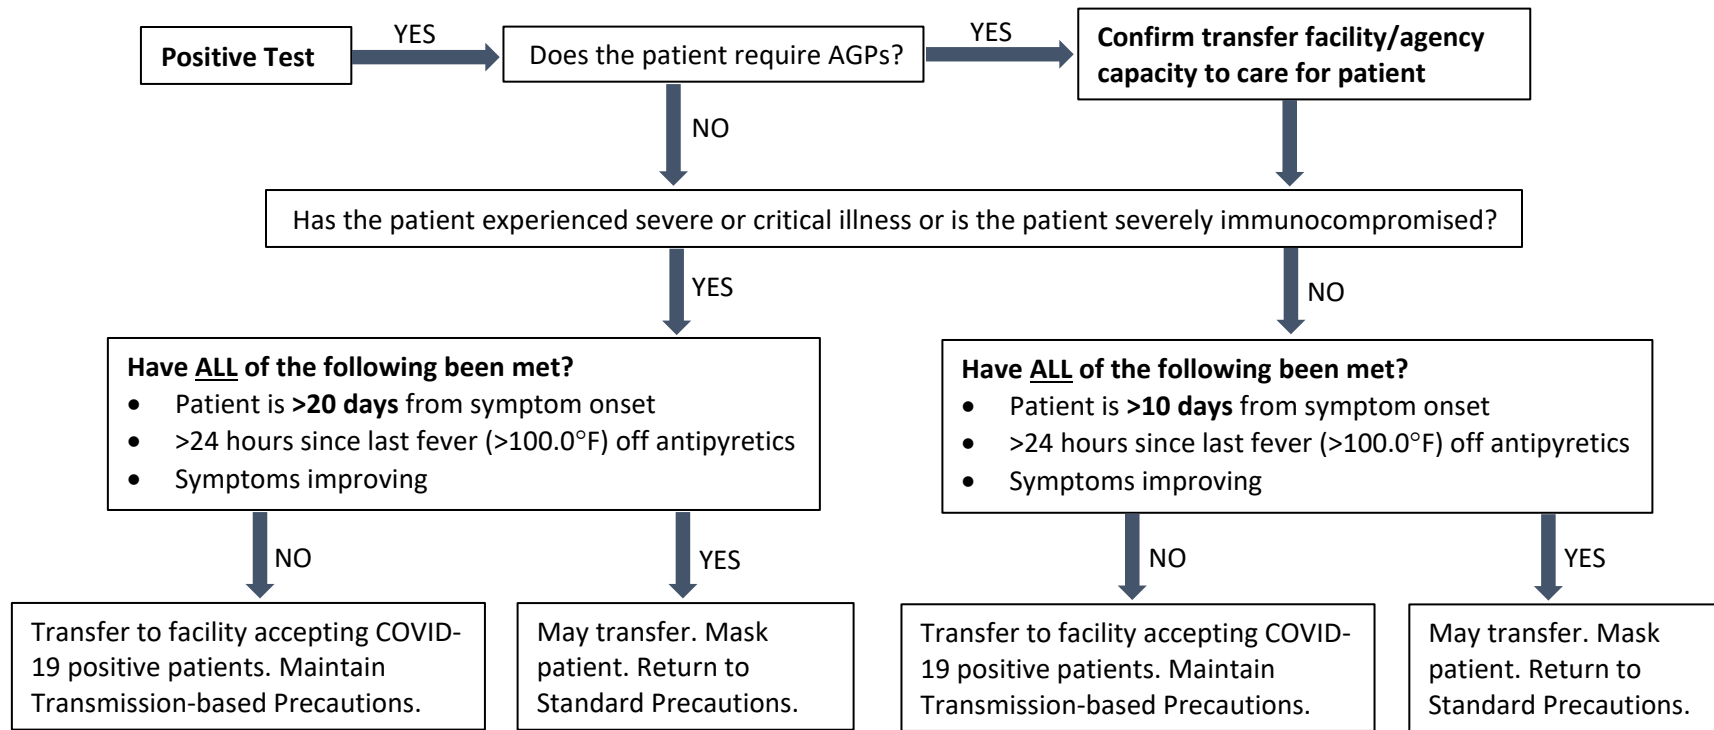 Positive Test
YES
Does the patient require AGPs?
YES
Confirm transfer facility/agency
capacity to care for patient
NO
Has the patient experienced severe or critical illness or is the patient severely immunocompromised?
YES
NO
Have ALL of the following been met?
• Patient is >20 days from symptom onset
• >24 hours since last fever (>100.0°F) off antipyretics
• Symptoms improving
Have ALL of the following been met?
• Patient is >10 days from symptom onset
• >24 hours since last fever (>100.0°F) off antipyretics
• Symptoms improving
NO
YES
NO
YES
Transfer to facility accepting COVID-
19 positive patients. Maintain
Transmission-based Precautions.
May transfer. Mask
patient. Return to
Standard Precautions.
Transfer to facility accepting COVID-
19 positive patients. Maintain
Transmission-based Precautions.
May transfer. Mask
patient. Return to
Standard Precautions.